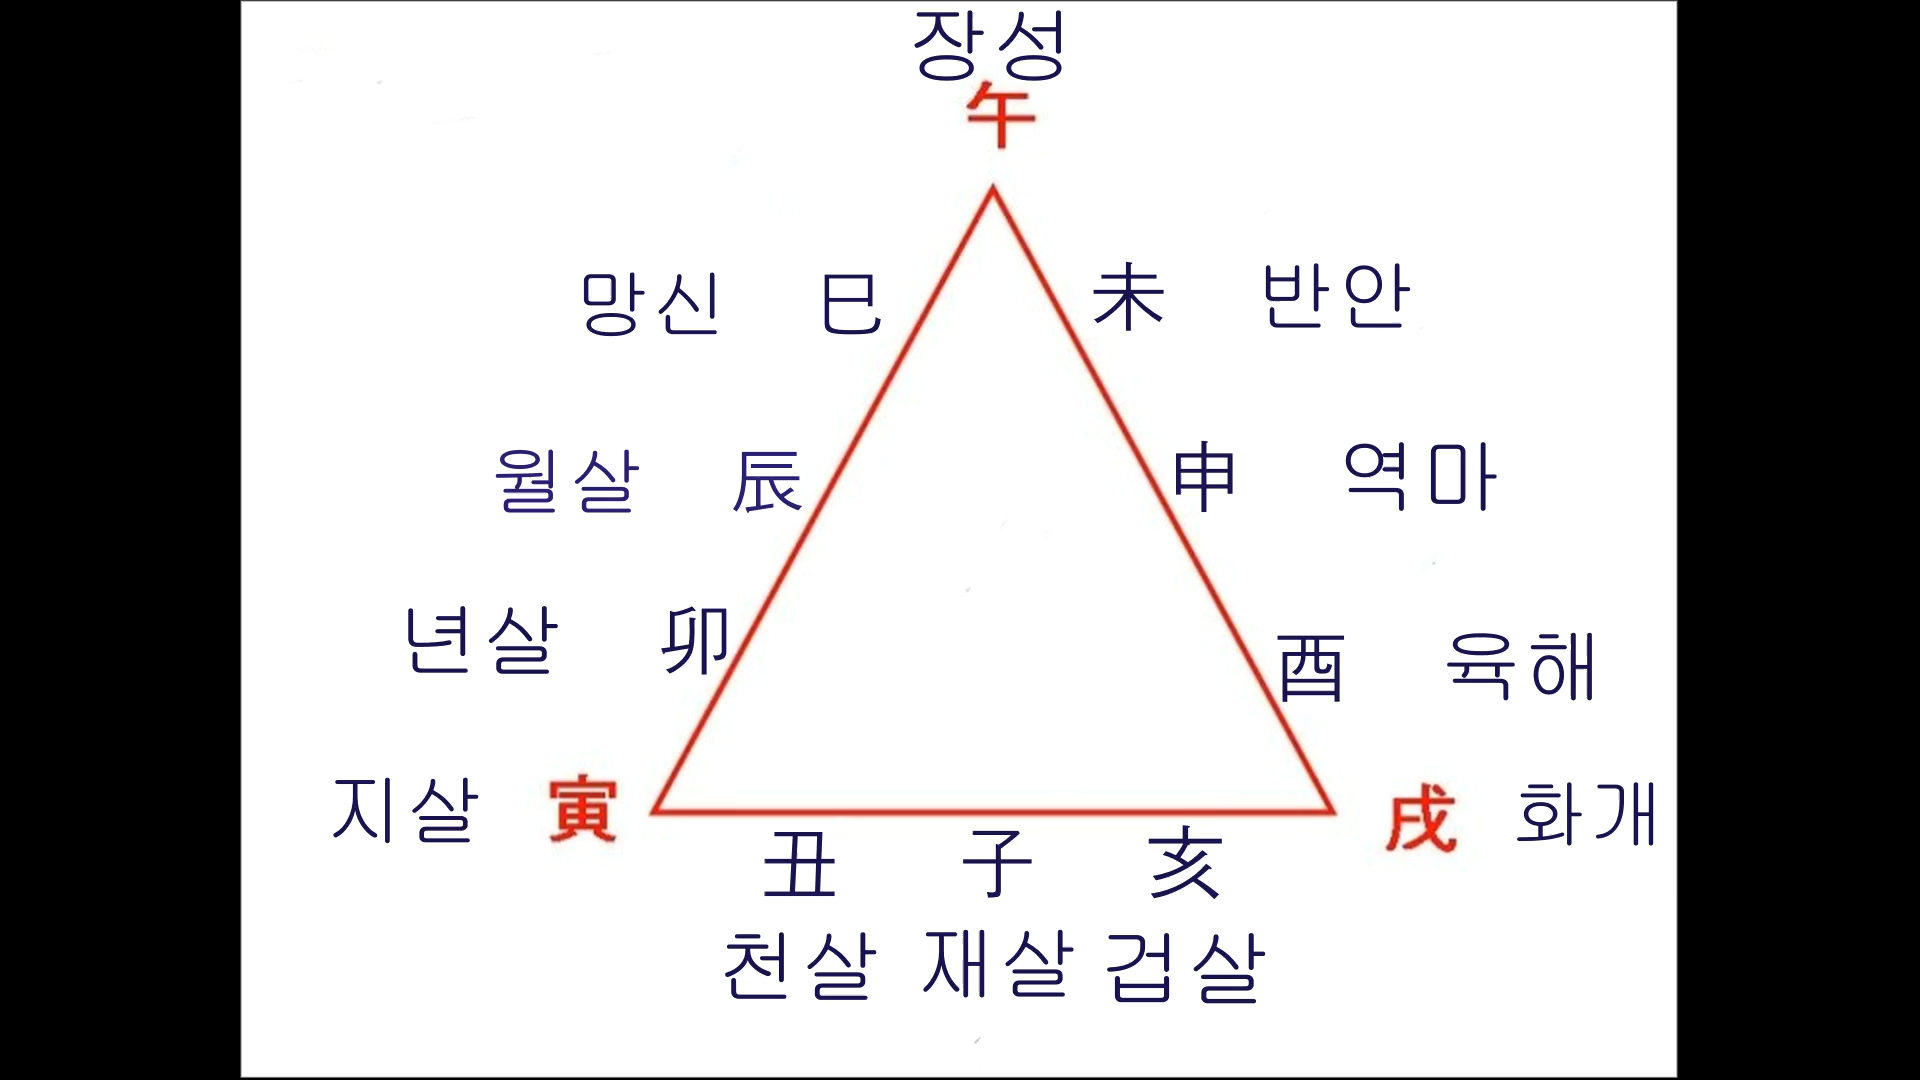 장성
午
망신 巳 未 반안
월살 辰 申 역마
년살 卯 酉 육해
지살 寅 戌 화개
丑 子 亥
천살 재살 겁살